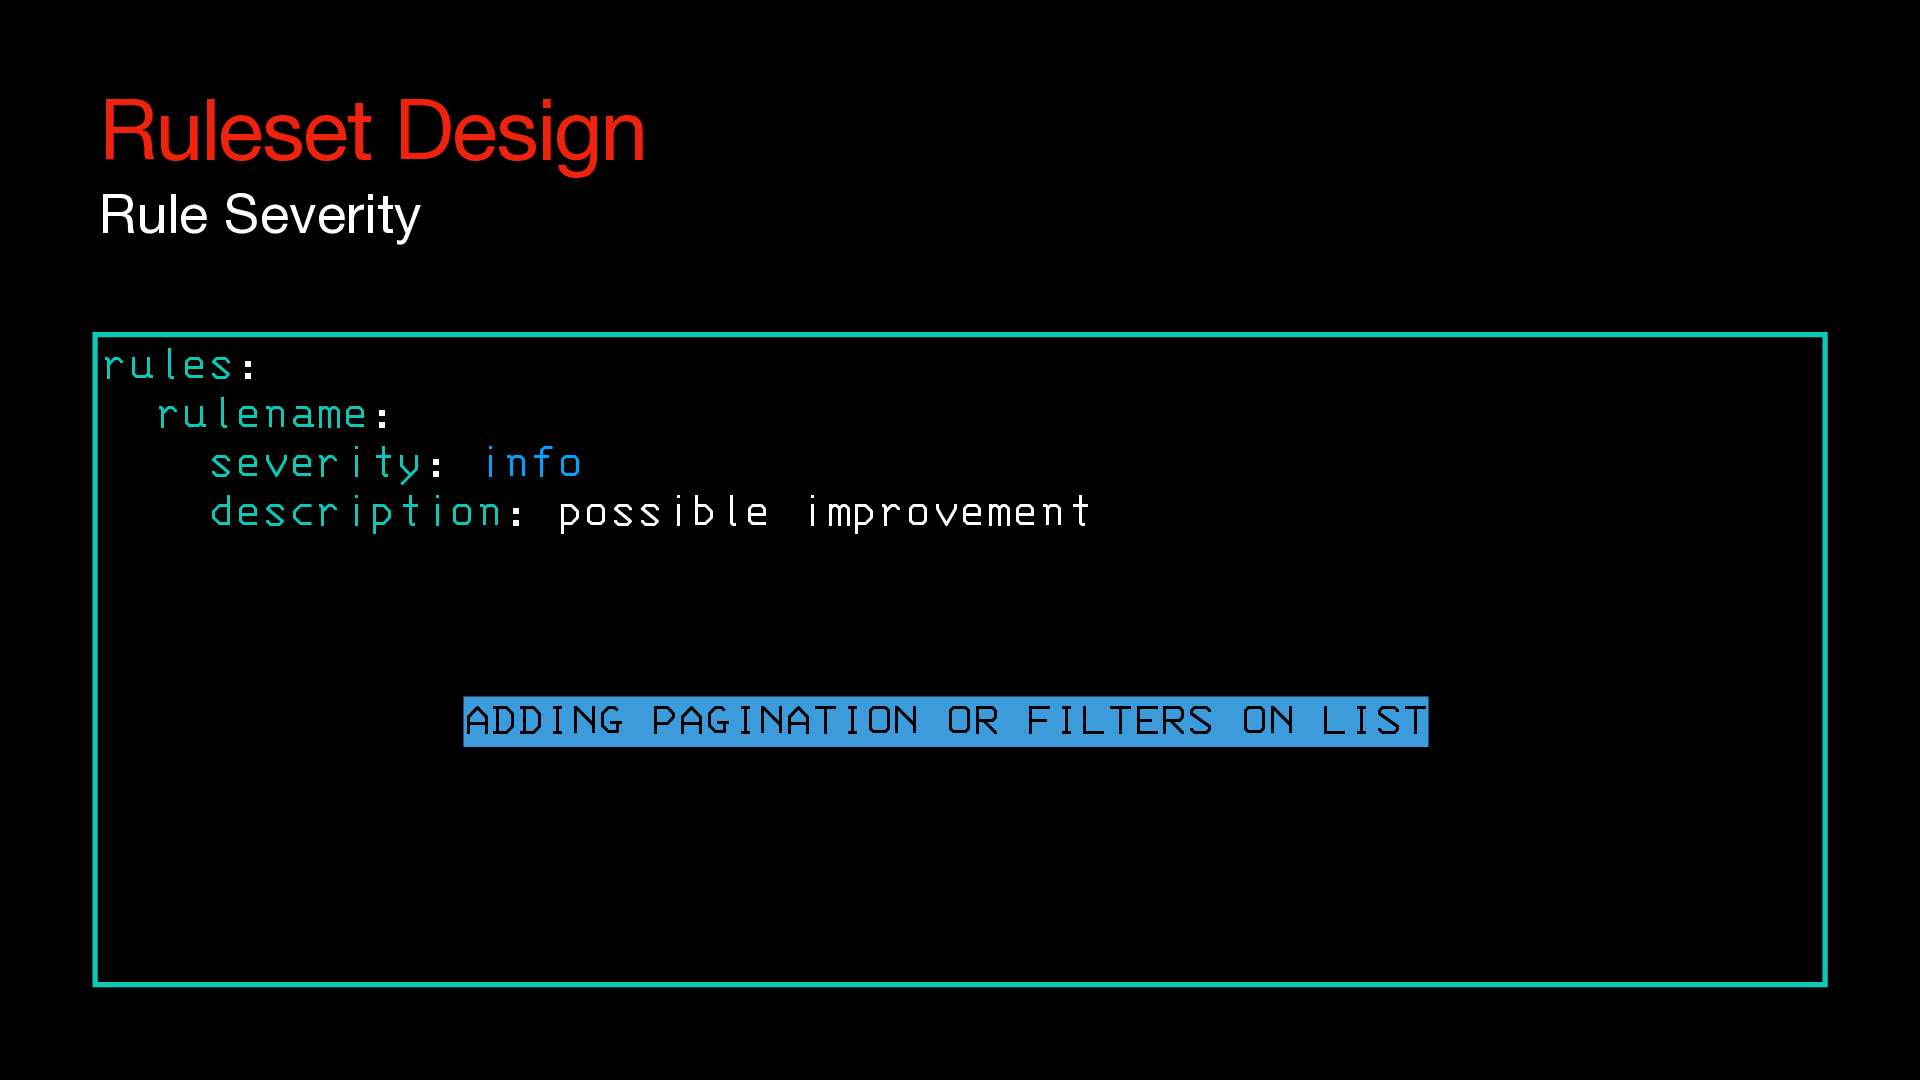 Ruleset Design
Rule Severity
rules:
  rulename:
    severity: info
    description: possible improvement
ADDING PAGINATION OR FILTERS ON LIST